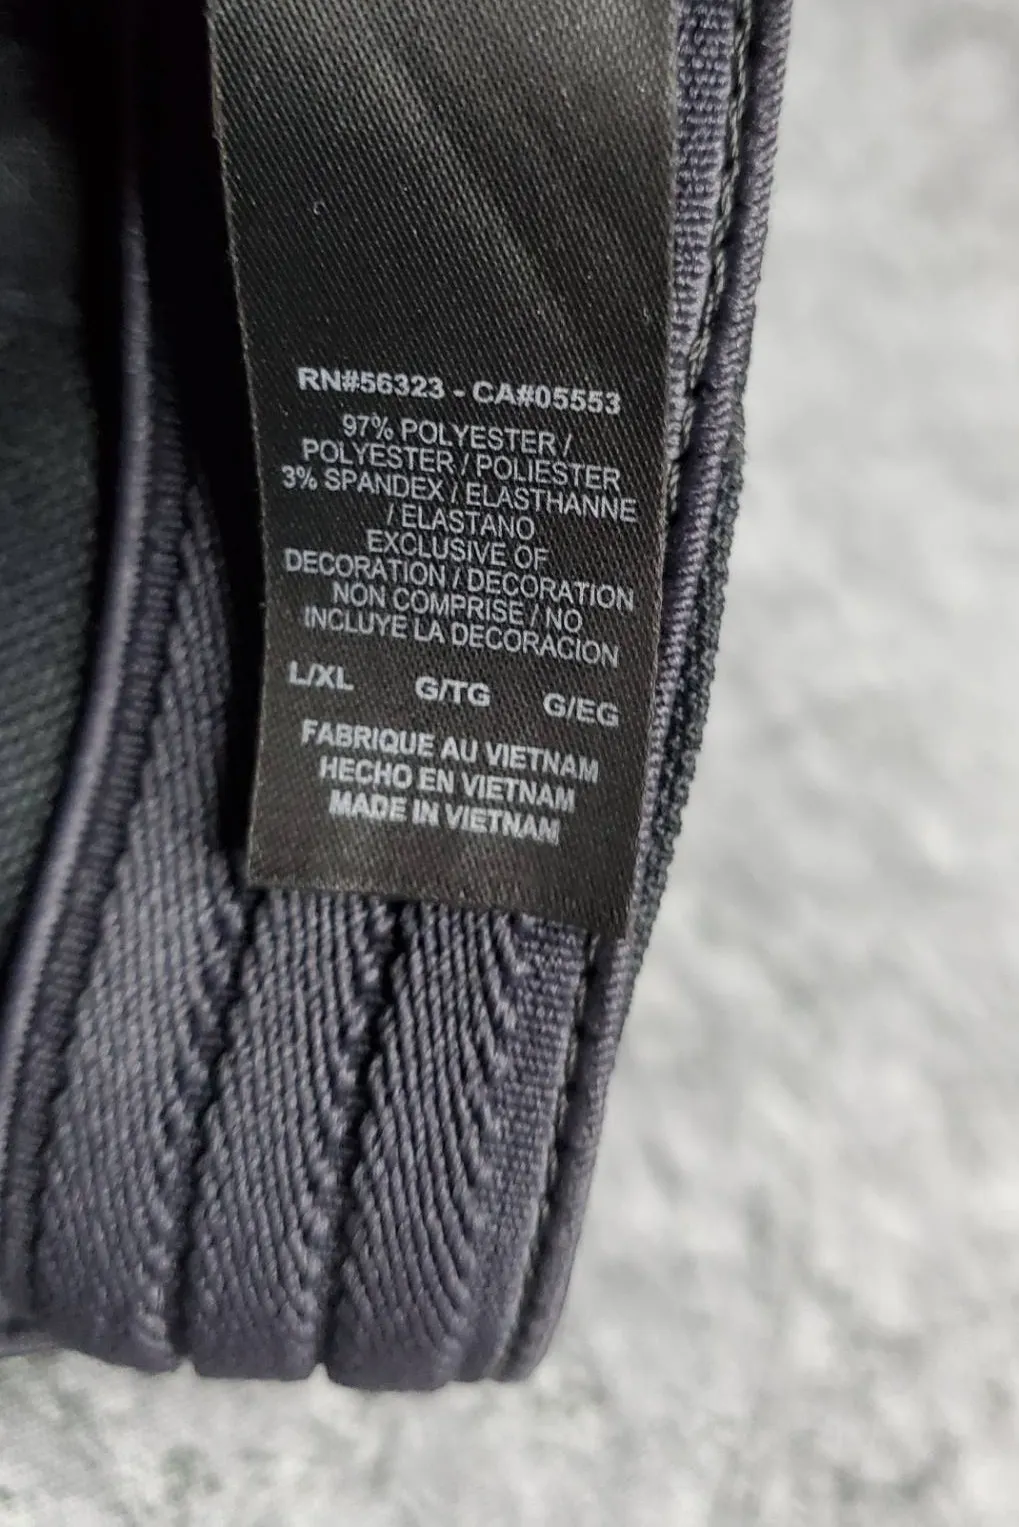 RN#56323 - CA#05553
97% POLYESTER /
POLYESTER / POLIESTER
3% SPANDEX / ELASTHANNE
/ ELASTANO
EXCLUSIVE OF
DECORATION / DECORATION
NON COMPRISE / NO
INCLUYE LA DECORACION
L/XL G/TG G/EG
FABRIQUE AU VIETNAM
HECHO EN VIETNAM
MADE IN VIETNAM